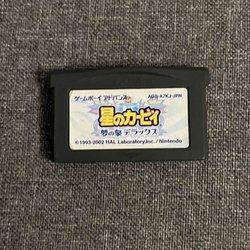 ゲームボーイアドバンス AGB-A7KJ-JPN
星のカービィ
夢の泉デラックス
©1993-2002 HAL Laboratory, Inc. / Nintendo